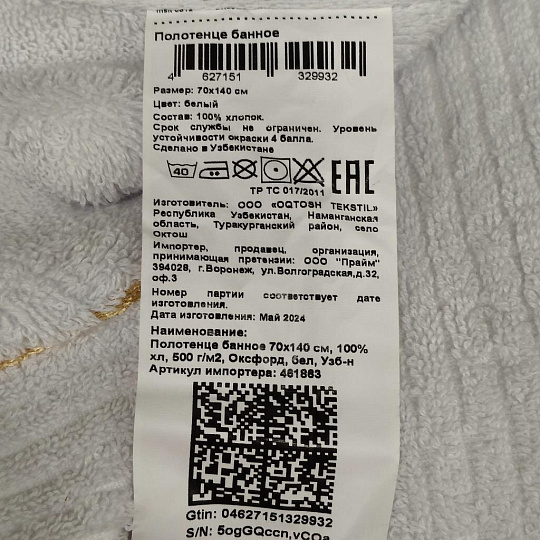 Полотенце банное
4 627151 329932
Размер: 70х140 см
Цвет: белый
Состав: 100% хлопок.
Срок службы не ограничен. Уровень
устойчивости окраски 4 балла.
Сделано в Узбекистане
40
ТР ТС 017/2011
ЕАС
Изготовитель: ООО «OQTOSH TEKSTIL»
Республика Узбекистан, Наманганская
область, Туракурганский район, село
Октош
Импортер, продавец, организация,
принимающая претензии: ООО "Прайм"
394028, г.Воронеж, ул.Волгоградская,д.32,
оф.3
Номер партии соответствует дате
изготовления.
Дата изготовления: Май 2024
Наименование:
Полотенце банное 70х140 см, 100%
хл, 500 г/м2, Оксфорд, бел, Узб-н
Артикул импортера: 461863
Gtin: 04627151329932
S/N: 5ogGQccn,vCOa